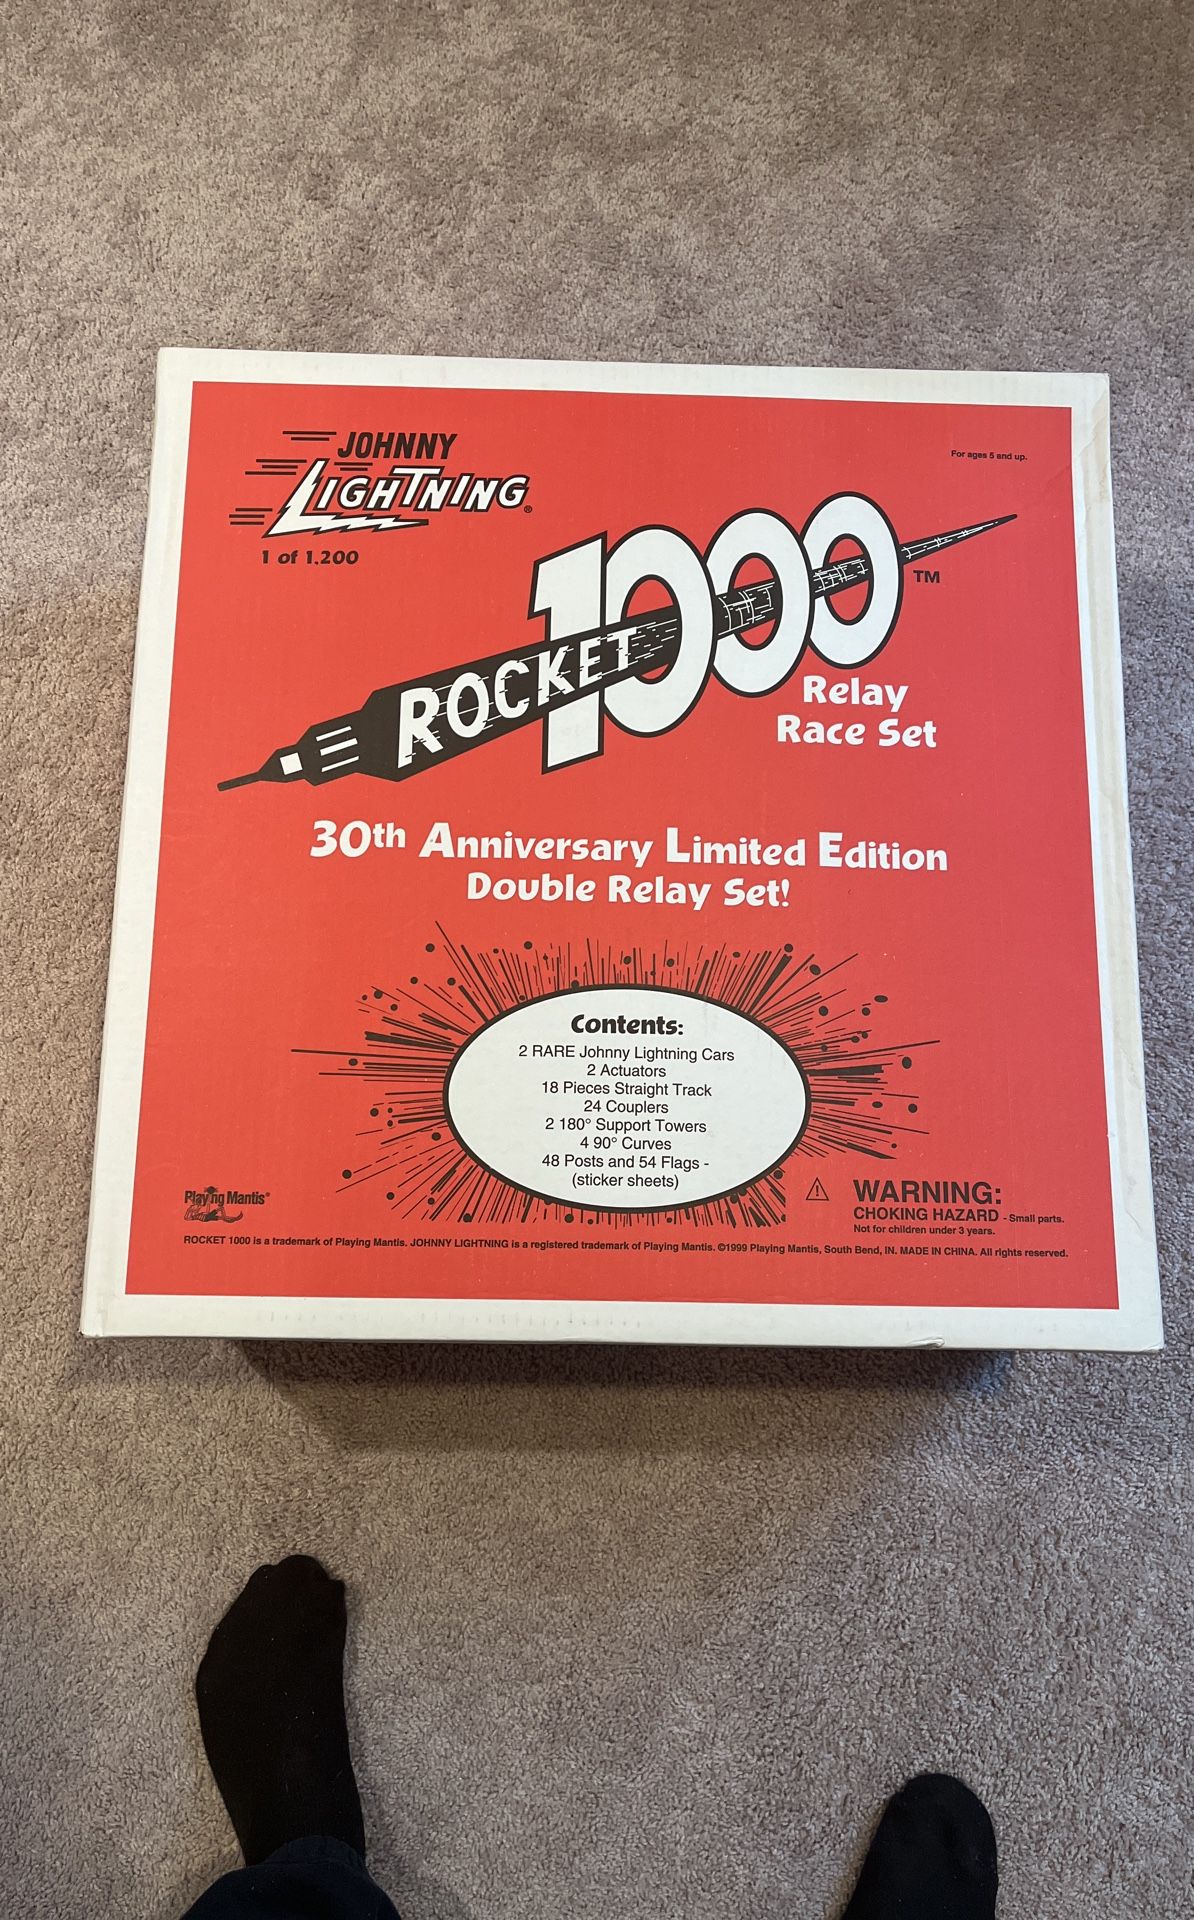 JOHNNY
LIGHTNING®
1 of 1,200
For ages 5 and up.
ROCKET 1000™
Relay
Race Set
30th Anniversary Limited Edition
Double Relay Set!
Contents:
2 RARE Johnny Lightning Cars
2 Actuators
18 Pieces Straight Track
24 Couplers
2 180° Support Towers
4 90° Curves
48 Posts and 54 Flags -
(sticker sheets)
Playing Mantis®
⚠ WARNING:
CHOKING HAZARD - Small parts.
Not for children under 3 years.
ROCKET 1000 is a trademark of Playing Mantis. JOHNNY LIGHTNING is a registered trademark of Playing Mantis. ©1999 Playing Mantis, South Bend, IN. MADE IN CHINA. All rights reserved.